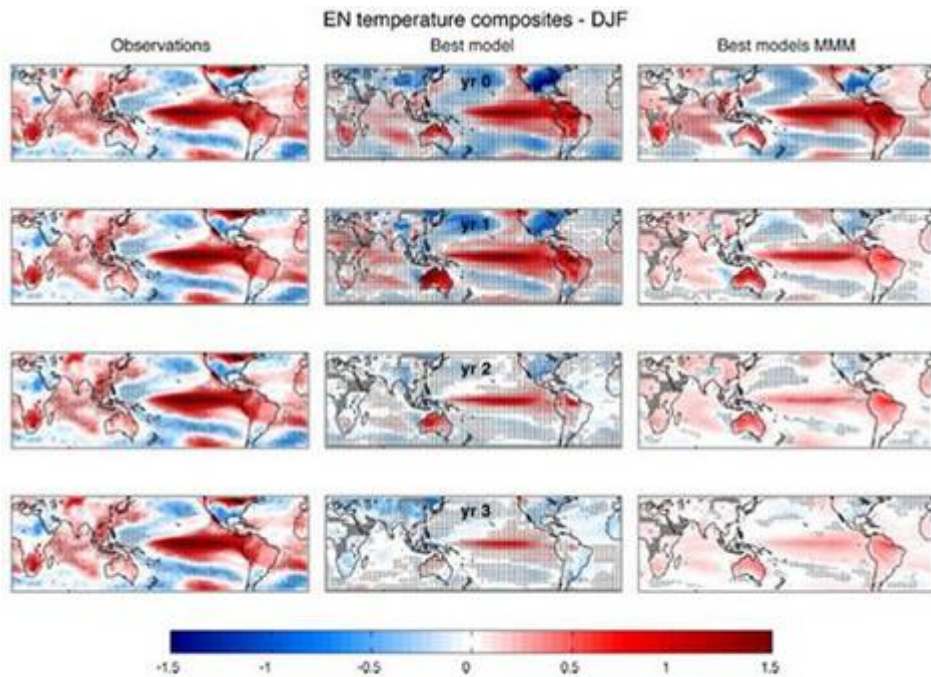 EN temperature composites - DJF
Observations
Best model
Best models MMM
yr 0
yr 1
yr 2
yr 3
-1.5
-1
-0.5
0
0.5
1
1.5